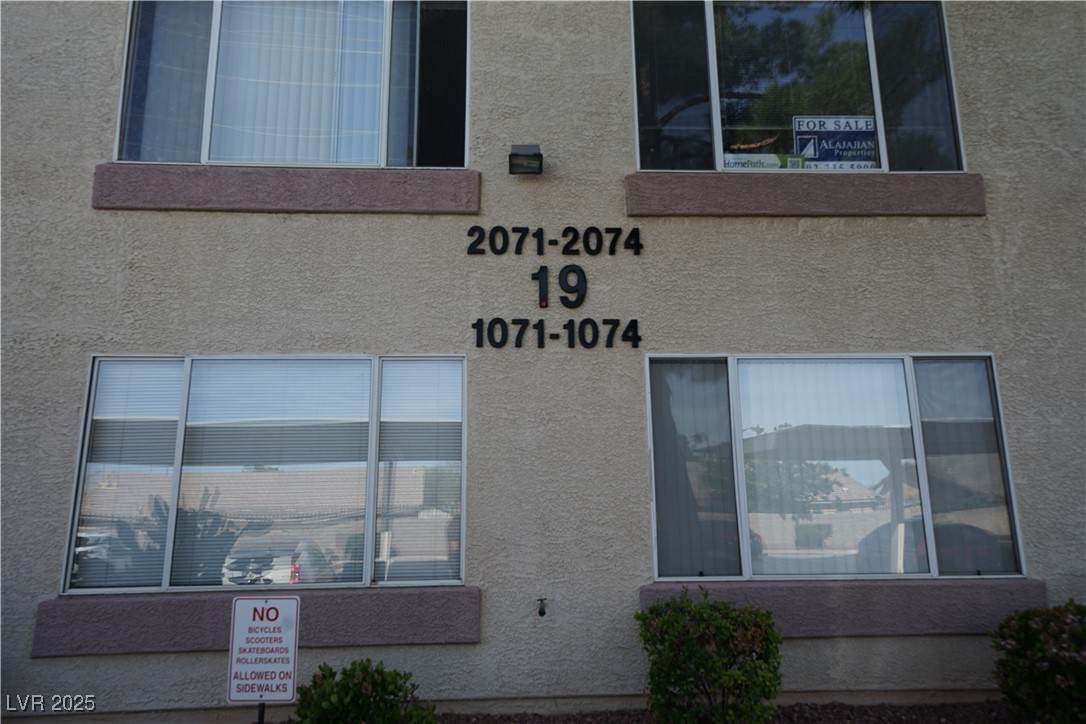 FOR SALE
ALAJAJIAN
Properties
HomePath.com
2071-2074
19
1071-1074
NO
BICYCLES
SCOOTERS
SKATEBOARDS
ROLLERSKATES
ALLOWED ON
SIDEWALKS
LVR 2025